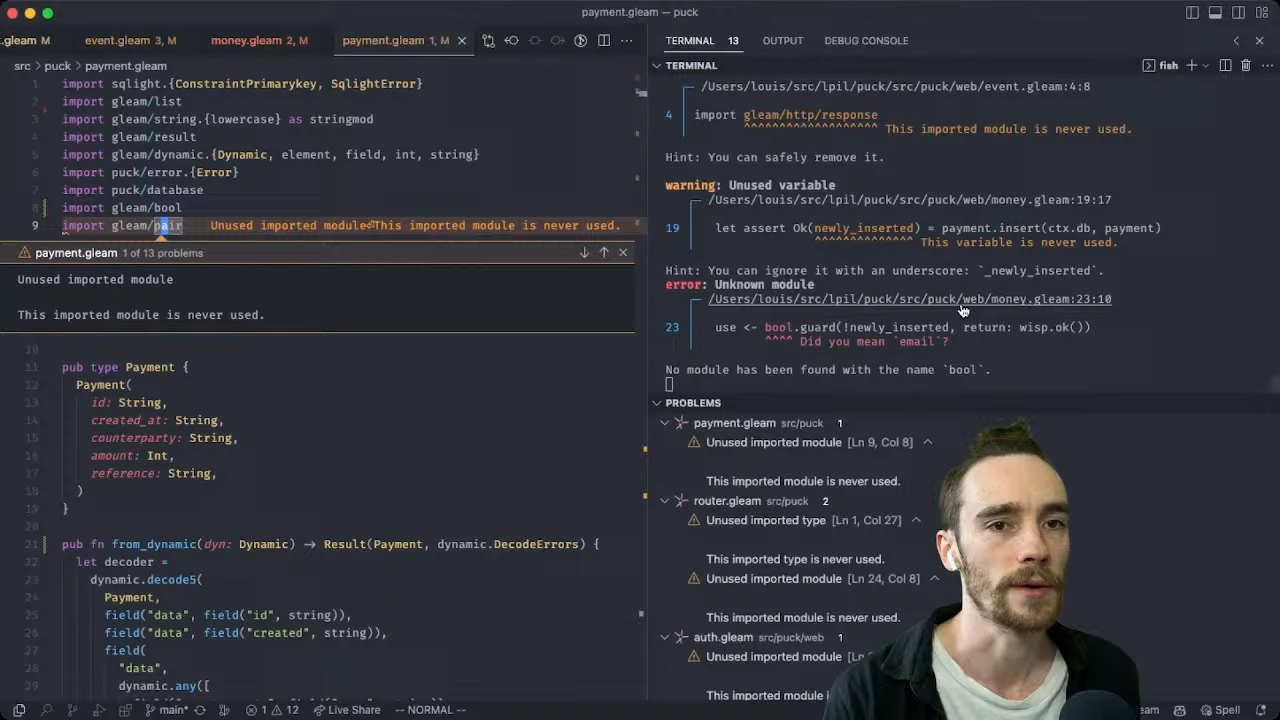 payment.gleam — puck
.gleam M
event.gleam 3, M
money.gleam 2, M
payment.gleam 1, M
src > puck > payment.gleam
1 import sqlight.{ConstraintPrimarykey, SqlightError}
2 import gleam/list
3 import gleam/string.{lowercase} as stringmod
4 import gleam/result
5 import gleam/dynamic.{Dynamic, element, field, int, string}
6 import puck/error.{Error}
7 import puck/database
8 import gleam/bool
9 import gleam/pair Unused imported module⏎This imported module is never used.
payment.gleam 1 of 13 problems
Unused imported module
This imported module is never used.
10
11 pub type Payment {
12 Payment(
13 id: String,
14 created_at: String,
15 counterparty: String,
16 amount: Int,
17 reference: String,
18 )
19 }
20
21 pub fn from_dynamic(dyn: Dynamic) → Result(Payment, dynamic.DecodeErrors) {
22 let decoder =
23 dynamic.decode5(
24 Payment,
25 field("data", field("id", string)),
26 field("data", field("created", string)),
27 field(
28 "data",
29 dynamic.any([
TERMINAL 13 OUTPUT DEBUG CONSOLE
TERMINAL
fish
/Users/louis/src/lpil/puck/src/puck/web/event.gleam:4:8
4 import gleam/http/response
^^^^^^^^^^^^^^^^^^^ This imported module is never used.
Hint: You can safely remove it.
warning: Unused variable
/Users/louis/src/lpil/puck/src/puck/web/money.gleam:19:17
19 let assert Ok(newly_inserted) = payment.insert(ctx.db, payment)
^^^^^^^^^^^^^^ This variable is never used.
Hint: You can ignore it with an underscore: `_newly_inserted`.
error: Unknown module
/Users/louis/src/lpil/puck/src/puck/web/money.gleam:23:10
23 use <- bool.guard(!newly_inserted, return: wisp.ok())
^^^^ Did you mean `email`?
No module has been found with the name `bool`.
PROBLEMS
payment.gleam src/puck 1
Unused imported module [Ln 9, Col 8]
This imported module is never used.
router.gleam src/puck 2
Unused imported type [Ln 1, Col 27]
This imported type is never used.
Unused imported module [Ln 24, Col 8]
This imported module is never used.
auth.gleam src/puck/web 1
Unused imported module [Ln
This imported module i
main* 1 12 Live Share -- NORMAL --
Spell